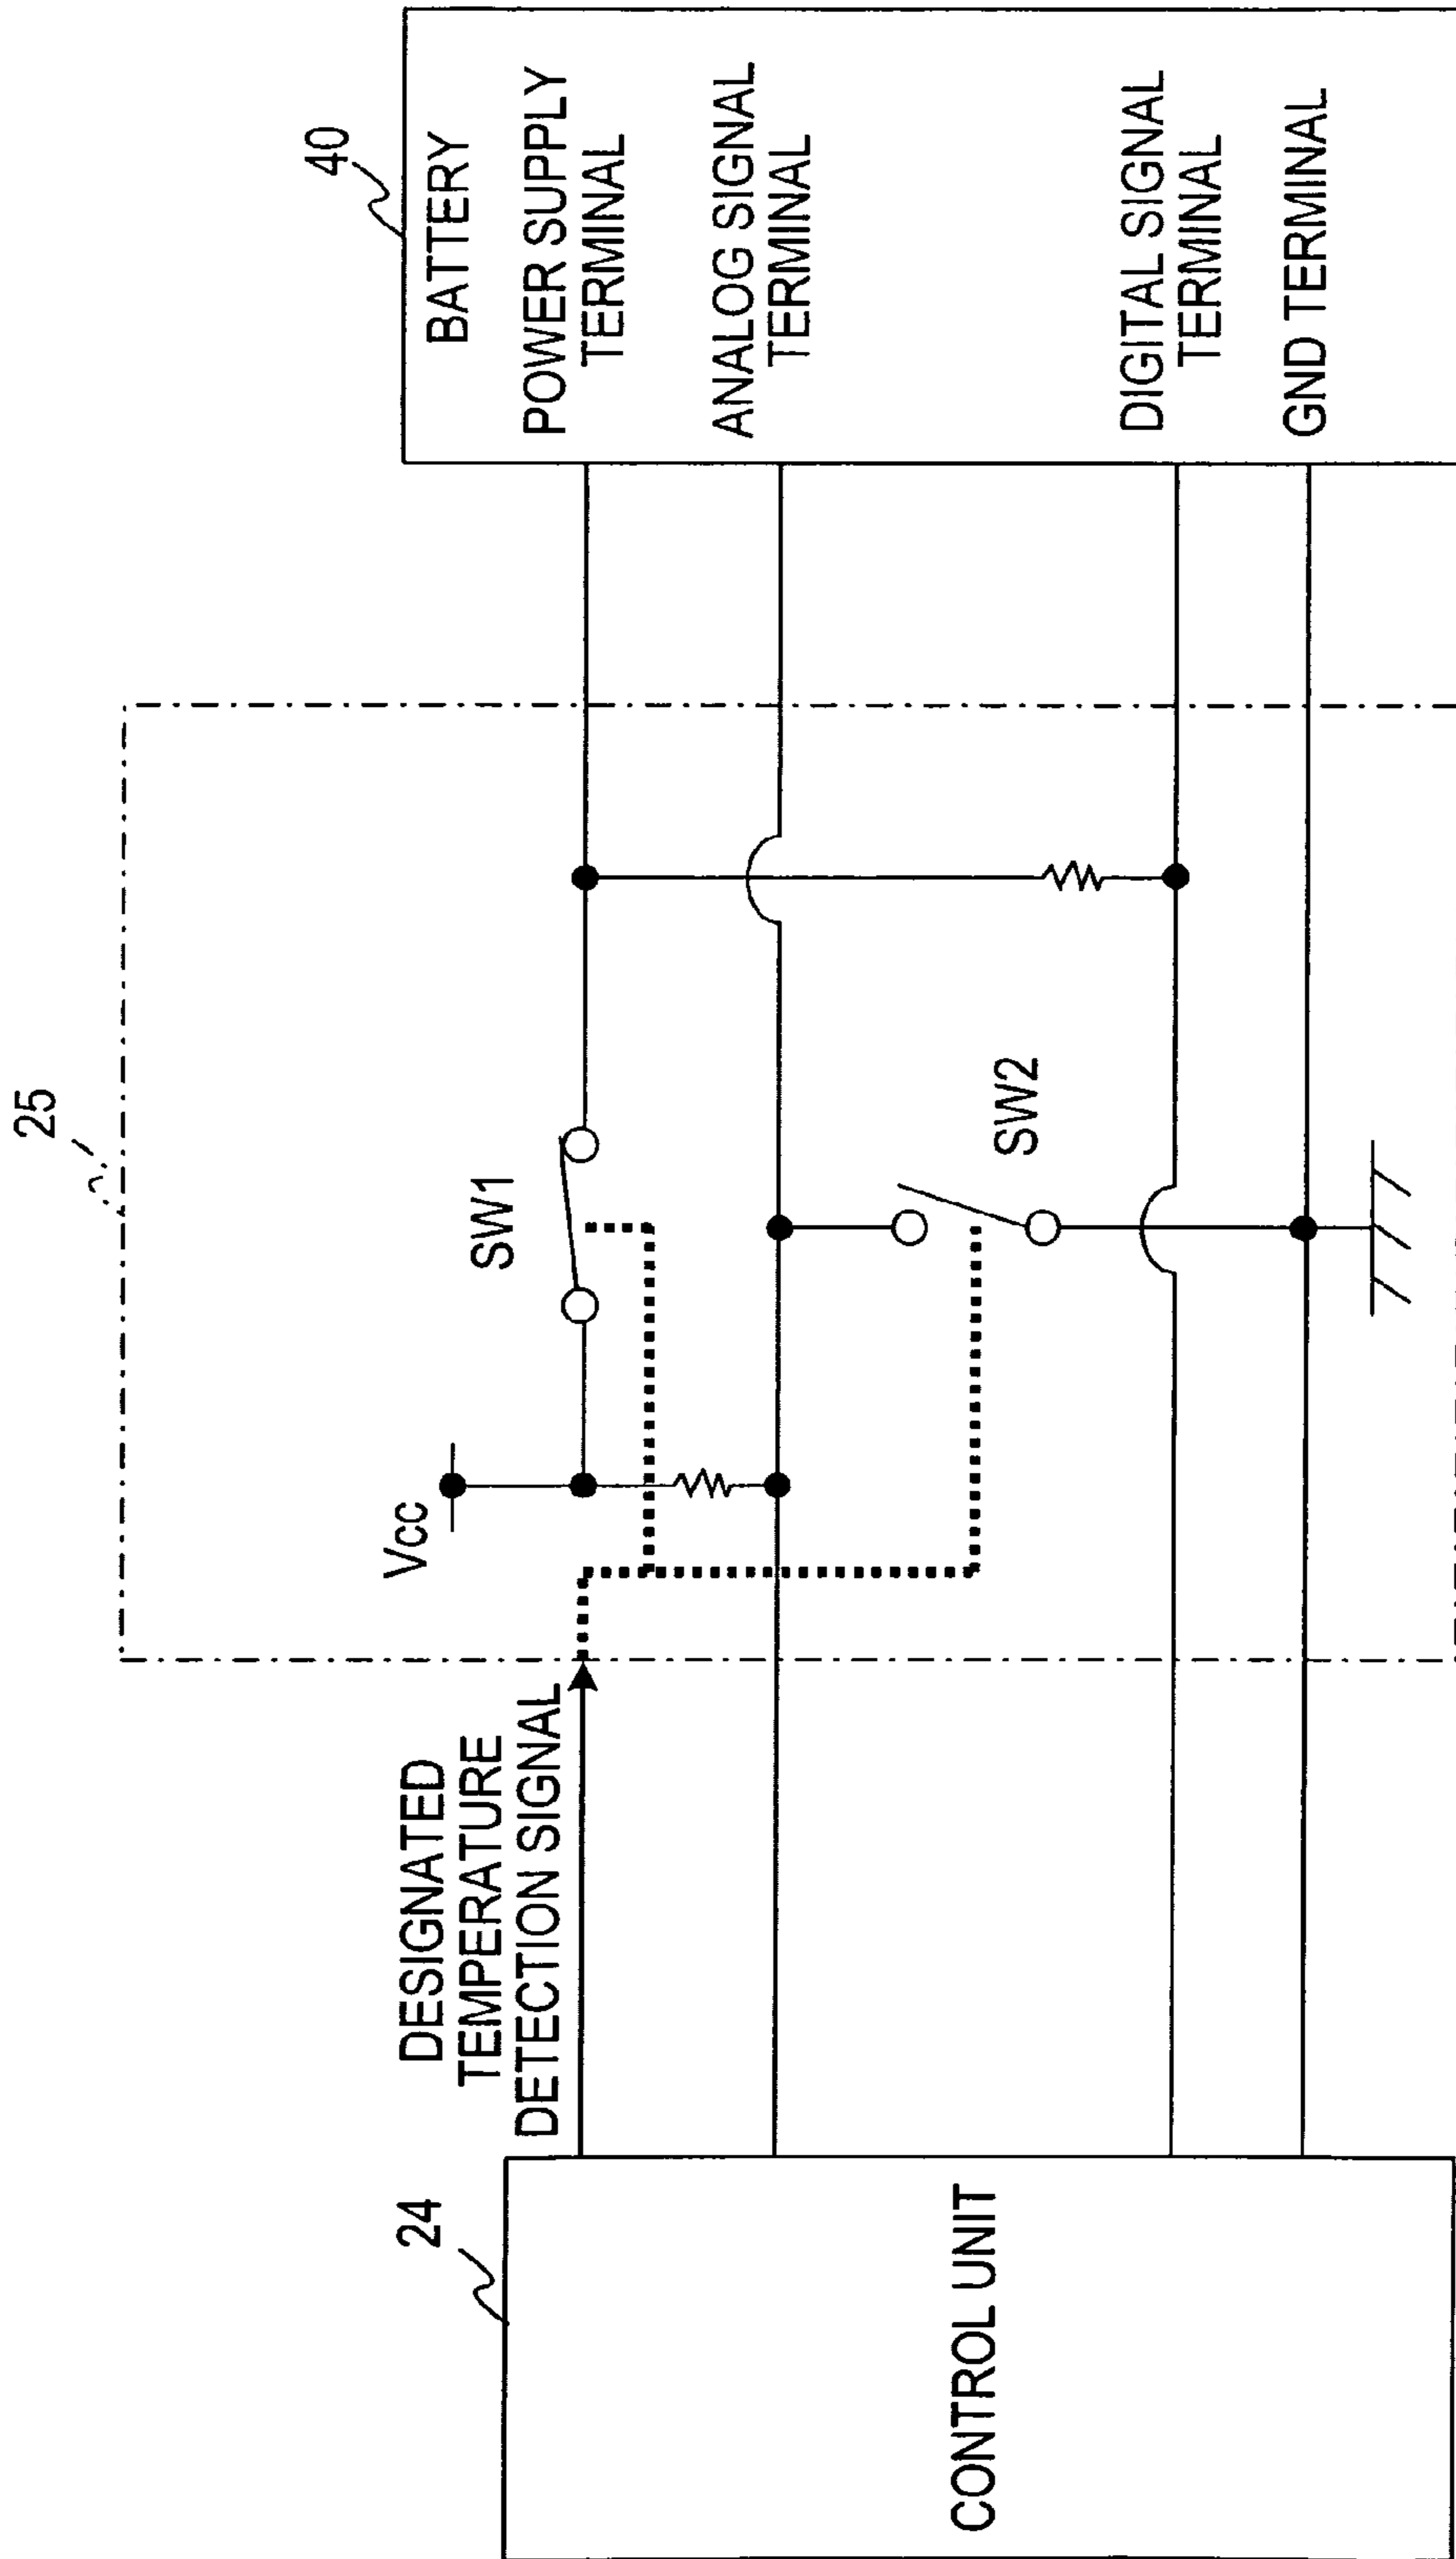 25
40
BATTERY
POWER SUPPLY
TERMINAL
ANALOG SIGNAL
TERMINAL
DIGITAL SIGNAL
TERMINAL
GND TERMINAL
Vcc
SW1
SW2
DESIGNATED
TEMPERATURE
DETECTION SIGNAL
24
CONTROL UNIT